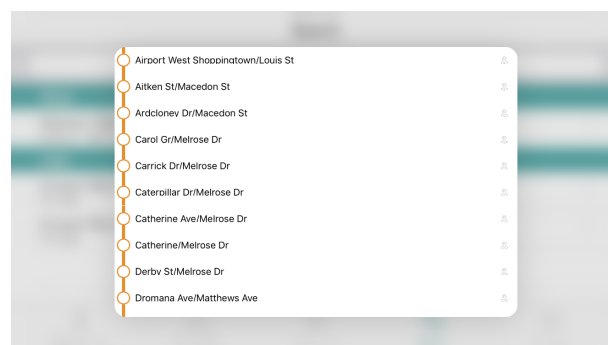 Airport West Shoppingtown/Louis St
Aitken St/Macedon St
Ardcloney Dr/Macedon St
Carol Gr/Melrose Dr
Carrick Dr/Melrose Dr
Caterpillar Dr/Melrose Dr
Catherine Ave/Melrose Dr
Catherine/Melrose Dr
Derby St/Melrose Dr
Dromana Ave/Matthews Ave